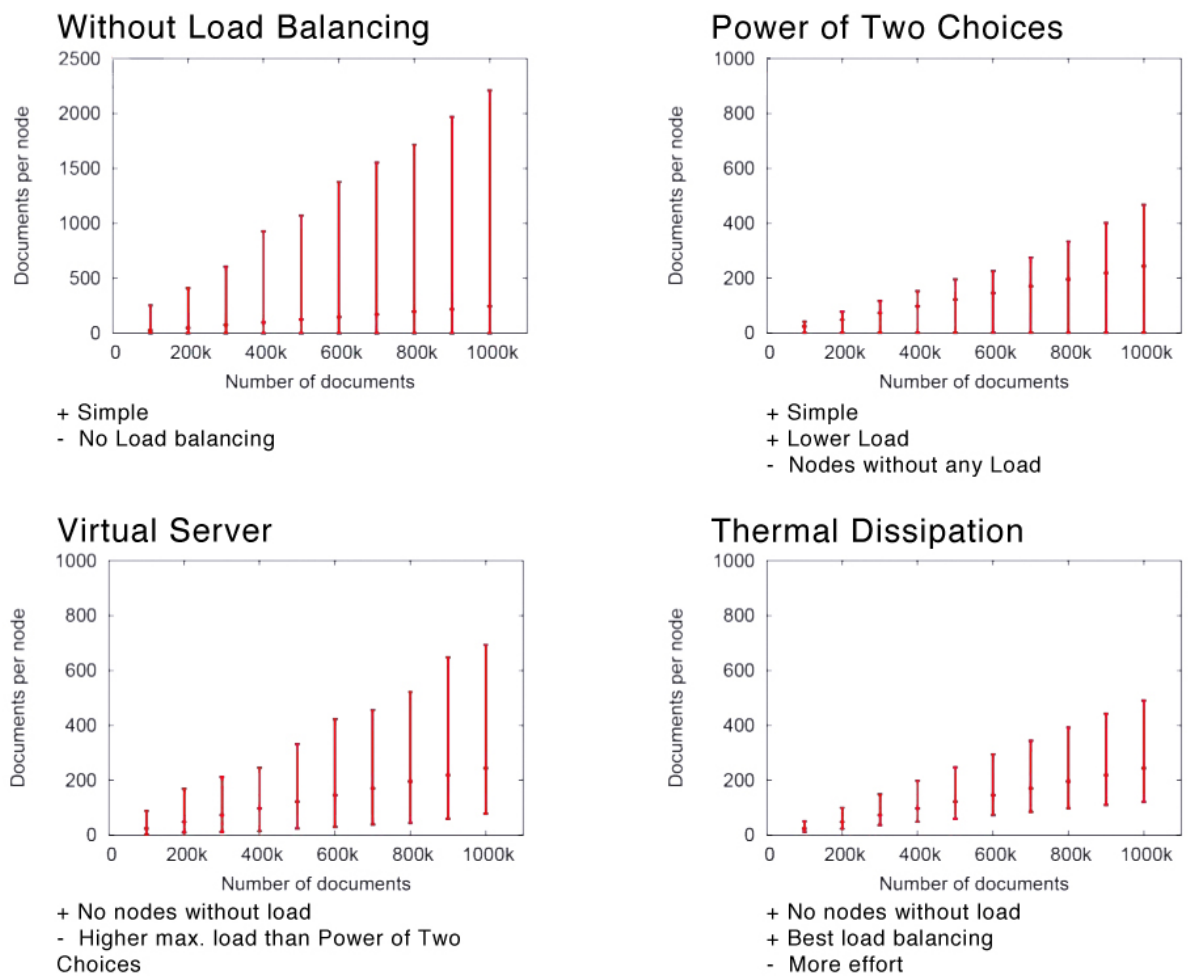 Without Load Balancing
2500
2000
1500
1000
500
0
Documents per node
0 200k 400k 600k 800k 1000k
Number of documents
+ Simple
- No Load balancing
Power of Two Choices
1000
800
600
400
200
0
Documents per node
0 200k 400k 600k 800k 1000k
Number of documents
+ Simple
+ Lower Load
- Nodes without any Load
Virtual Server
1000
800
600
400
200
0
Documents per node
0 200k 400k 600k 800k 1000k
Number of documents
+ No nodes without load
- Higher max. load than Power of Two
Choices
Thermal Dissipation
1000
800
600
400
200
0
Documents per node
0 200k 400k 600k 800k 1000k
Number of documents
+ No nodes without load
+ Best load balancing
- More effort